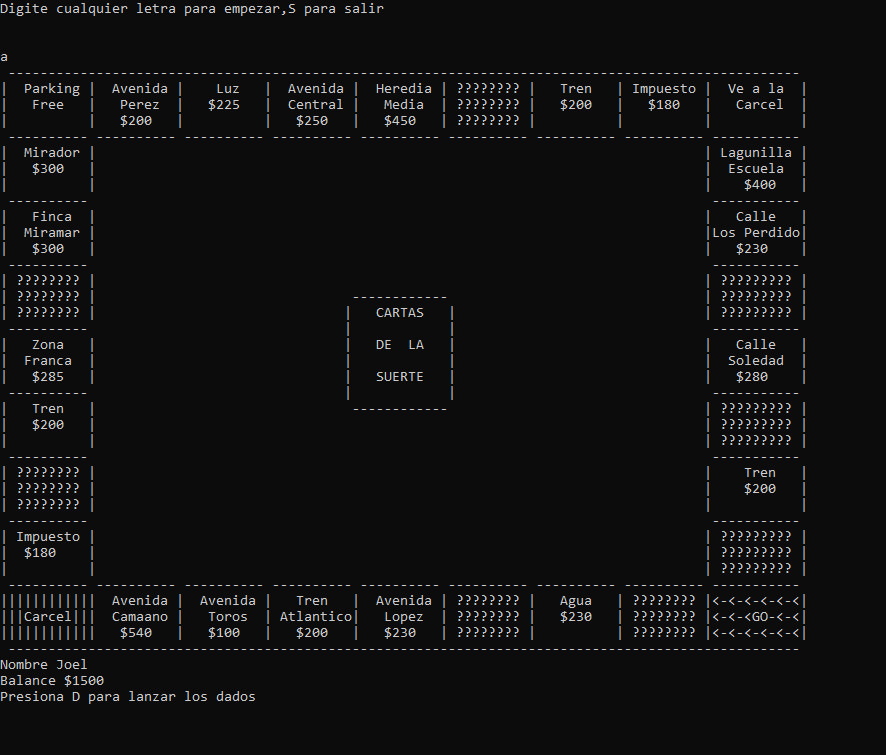 Digite cualquier letra para empezar,S para salir
a
Parking | Avenida | Luz | Avenida | Heredia | ???????? | Tren | Impuesto | Ve a la
Free | Perez | $225 | Central | Media | ???????? | $200 | $180 | Carcel
$200 | $250 | $450 | ????????
Mirador | Lagunilla
$300 | Escuela
$400
Finca | Calle
Miramar |Los Perdido|
$300 | $230
???????? | ?????????
???????? | ?????????
???????? | CARTAS | ?????????
Zona | DE  LA | Calle
Franca | Soledad
$285 | SUERTE | $280
Tren | ?????????
$200 | ?????????
?????????
???????? | Tren
???????? | $200
????????
Impuesto | ?????????
$180 | ?????????
?????????
|||||||||||| Avenida | Avenida | Tren | Avenida | ???????? | Agua | ???????? |<-<-<-<-<-<|
|||Carcel||| Camaano | Toros | Atlantico| Lopez | ???????? | $230 | ???????? |<-<-<GO-<-<|
|||||||||||| $540 | $100 | $200 | $230 | ???????? | | ???????? |<-<-<-<-<-<|
Nombre Joel
Balance $1500
Presiona D para lanzar los dados